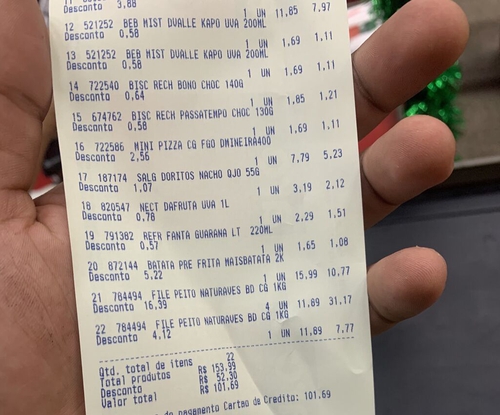 Desconto 3,88
1 UN 11,85 7.97
12 521252 BEB MIST DVALLE KAPO UVA 200ML
Desconto 0,58
1 UN 1.69 1.11
13 521252 BEB MIST DVALLE KAPO UVA 200ML
Desconto 0,58
1 UN 1.69 1.11
14 722540 BISC RECH BONO CHOC 140G
Desconto 0,64
1 UN 1,85 1.21
15 674762 BISC RECH PASSATEMPO CHOC 130G
Desconto 0,58
1 UN 1.69 1.11
16 722586 MINI PIZZA CG FGO DMINEIRA400
Desconto 2,56
1 UN 7.79 5.23
17 187174 SALG DORITOS NACHO QJO 55G
Desconto 1,07
1 UN 3.19 2.12
18 820547 NECT DAFRUTA UVA 1L
Desconto 0,78
1 UN 2.29 1.51
19 791382 REFR FANTA GUARANA LT 220ML
Desconto 0,57
1 UN 1.65 1.08
20 872144 BATATA PRE FRITA MAISBATATA 2K
Desconto 5.22
1 UN 15.99 10.77
21 784494 FILE PEITO NATURAVES BD CG 1KG
Desconto 16.39
4 UN 11.89 31.17
22 784494 FILE PEITO NATURAVES BD CG 1KG
Desconto 4.12
1 UN 11,89 7.77
Qtd. total de itens 22
Total produtos R$ 153,99
Desconto R$ 52,30
Valor total R$ 101,69
de pagamento Cartao de Credito: 101.69